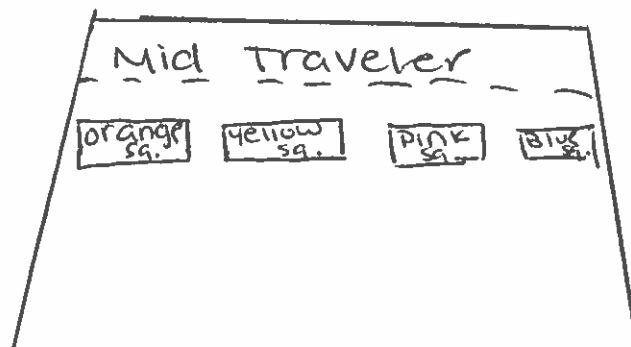 Mid Traveler
orange sq.
yellow sq.
Pink sq.
Blue sq.